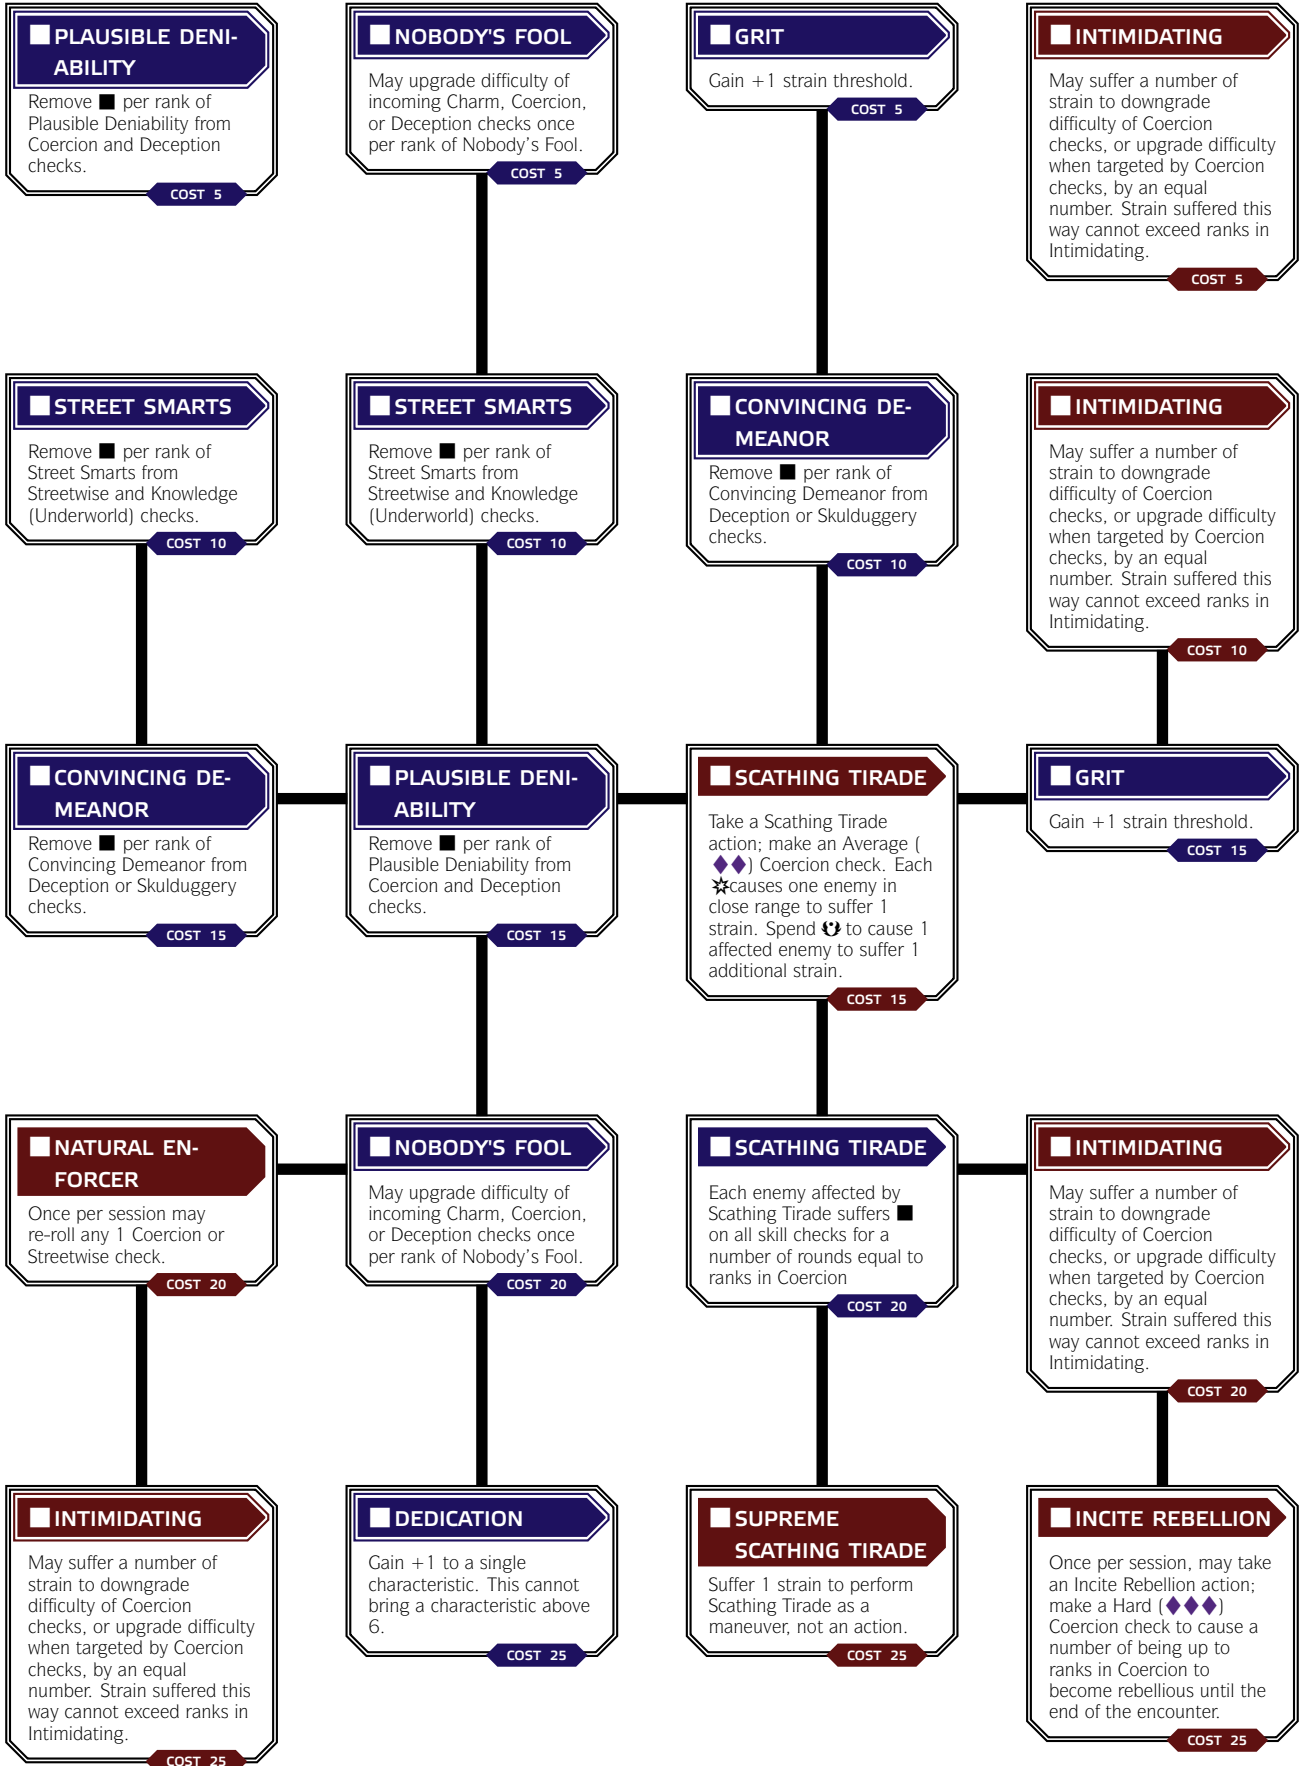 PLAUSIBLE DENI-
ABILITY
Remove ■ per rank of
Plausible Deniability from
Coercion and Deception
checks.
COST 5
NOBODY'S FOOL
May upgrade difficulty of
incoming Charm, Coercion,
or Deception checks once
per rank of Nobody's Fool.
COST 5
GRIT
Gain +1 strain threshold.
COST 5
INTIMIDATING
May suffer a number of
strain to downgrade
difficulty of Coercion
checks, or upgrade difficulty
when targeted by Coercion
checks, by an equal
number. Strain suffered this
way cannot exceed ranks in
Intimidating.
COST 5
STREET SMARTS
Remove ■ per rank of
Street Smarts from
Streetwise and Knowledge
(Underworld) checks.
COST 10
STREET SMARTS
Remove ■ per rank of
Street Smarts from
Streetwise and Knowledge
(Underworld) checks.
COST 10
CONVINCING DE-
MEANOR
Remove ■ per rank of
Convincing Demeanor from
Deception or Skulduggery
checks.
COST 10
INTIMIDATING
May suffer a number of
strain to downgrade
difficulty of Coercion
checks, or upgrade difficulty
when targeted by Coercion
checks, by an equal
number. Strain suffered this
way cannot exceed ranks in
Intimidating.
COST 10
CONVINCING DE-
MEANOR
Remove ■ per rank of
Convincing Demeanor from
Deception or Skulduggery
checks.
COST 15
PLAUSIBLE DENI-
ABILITY
Remove ■ per rank of
Plausible Deniability from
Coercion and Deception
checks.
COST 15
SCATHING TIRADE
Take a Scathing Tirade
action; make an Average (
◆◆) Coercion check. Each
causes one enemy in
close range to suffer 1
strain. Spend to cause 1
affected enemy to suffer 1
additional strain.
COST 15
GRIT
Gain +1 strain threshold.
COST 15
NATURAL EN-
FORCER
Once per session may
re-roll any 1 Coercion or
Streetwise check.
COST 20
NOBODY'S FOOL
May upgrade difficulty of
incoming Charm, Coercion,
or Deception checks once
per rank of Nobody's Fool.
COST 20
SCATHING TIRADE
Each enemy affected by
Scathing Tirade suffers ■
on all skill checks for a
number of rounds equal to
ranks in Coercion
COST 20
INTIMIDATING
May suffer a number of
strain to downgrade
difficulty of Coercion
checks, or upgrade difficulty
when targeted by Coercion
checks, by an equal
number. Strain suffered this
way cannot exceed ranks in
Intimidating.
COST 20
INTIMIDATING
May suffer a number of
strain to downgrade
difficulty of Coercion
checks, or upgrade difficulty
when targeted by Coercion
checks, by an equal
number. Strain suffered this
way cannot exceed ranks in
Intimidating.
COST 25
DEDICATION
Gain +1 to a single
characteristic. This cannot
bring a characteristic above
6.
COST 25
SUPREME
SCATHING TIRADE
Suffer 1 strain to perform
Scathing Tirade as a
maneuver, not an action.
COST 25
INCITE REBELLION
Once per session, may take
an Incite Rebellion action;
make a Hard (◆◆◆)
Coercion check to cause a
number of being up to
ranks in Coercion to
become rebellious until the
end of the encounter.
COST 25